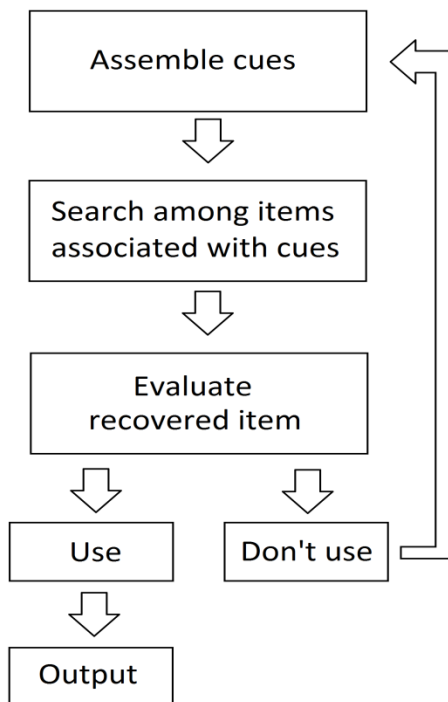 Assemble cues
Search among items
associated with cues
Evaluate
recovered item
Use
Don't use
Output